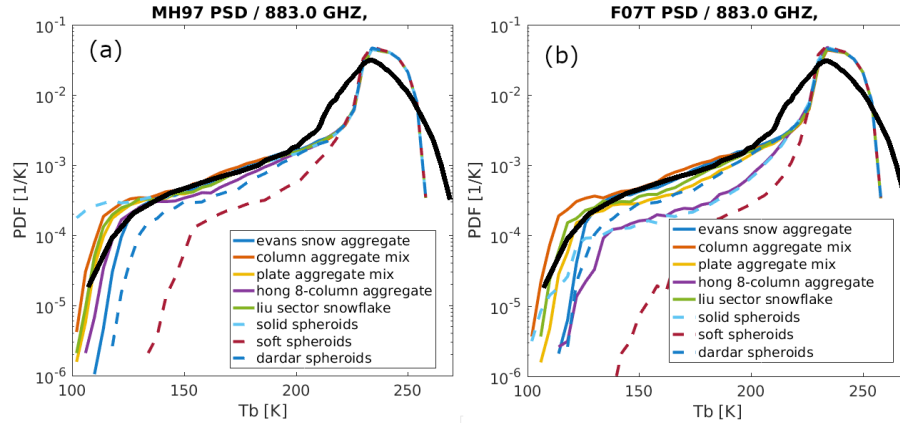 MH97 PSD / 883.0 GHZ,
(a)
PDF [1/K]
10^-1
10^-2
10^-3
10^-4
10^-5
10^-6
evans snow aggregate
column aggregate mix
plate aggregate mix
hong 8-column aggregate
liu sector snowflake
solid spheroids
soft spheroids
dardar spheroids
100 150 200 250
Tb [K]
F07T PSD / 883.0 GHZ,
(b)
PDF [1/K]
10^-1
10^-2
10^-3
10^-4
10^-5
10^-6
evans snow aggregate
column aggregate mix
plate aggregate mix
hong 8-column aggregate
liu sector snowflake
solid spheroids
soft spheroids
dardar spheroids
100 150 200 250
Tb [K]